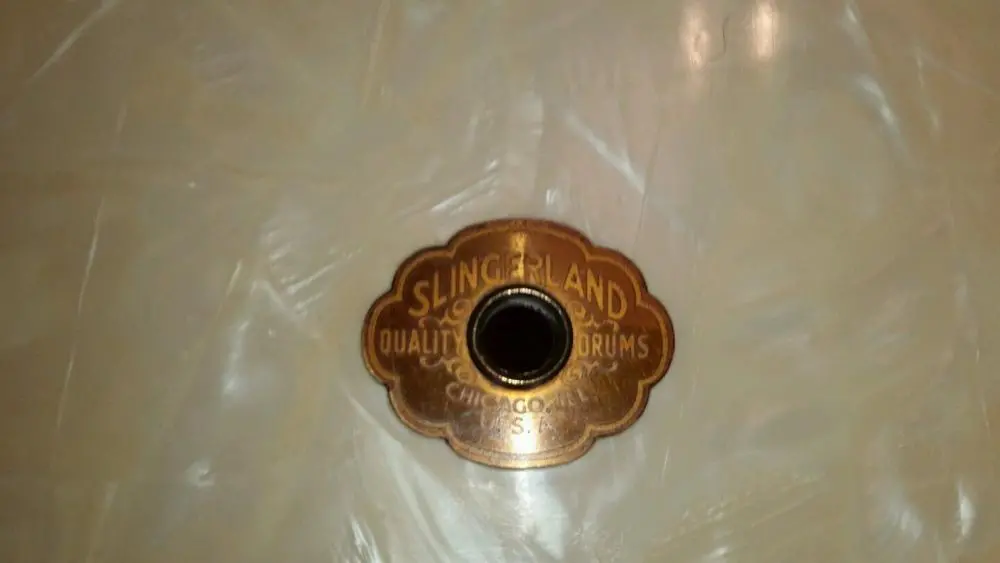 SLINGERLAND
QUALITY DRUMS
CHICAGO, ILL.
U.S.A.